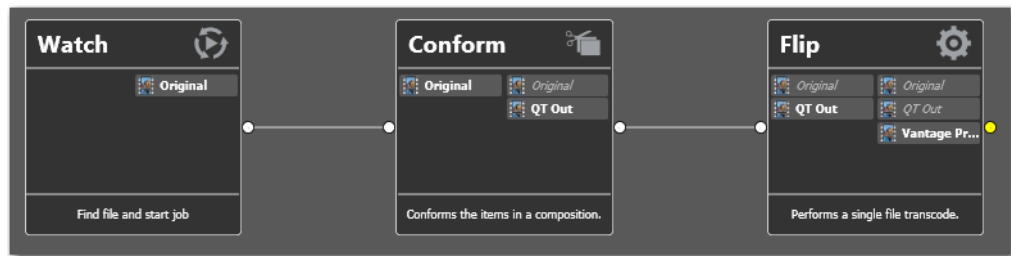 Watch
Original
Find file and start job
Conform
Original
Original
QT Out
Conforms the items in a composition.
Flip
Original
Original
QT Out
QT Out
Vantage Pr...
Performs a single file transcode.